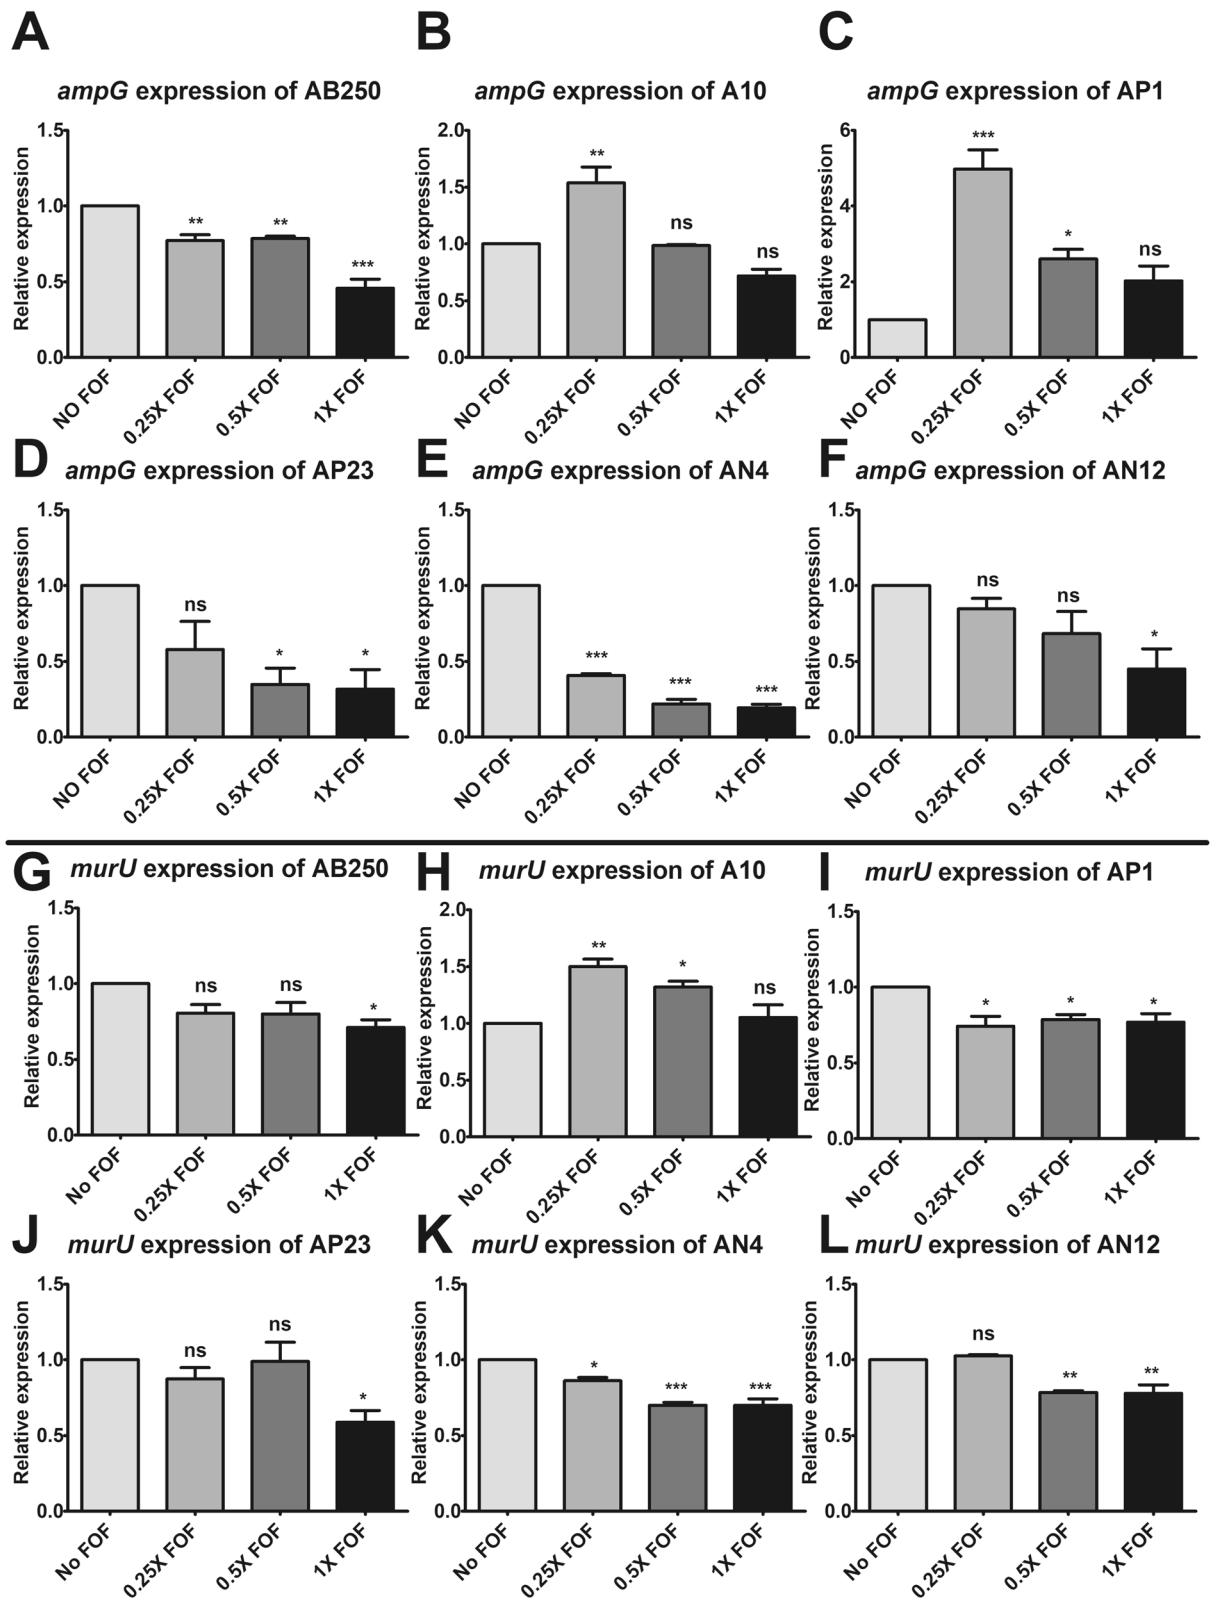 A
B
C
ampG expression of AB250
ampG expression of A10
ampG expression of AP1
Relative expression
1.5
1.0
0.5
0.0
**
**
***
NO FOF
0.25X FOF
0.5X FOF
1X FOF
Relative expression
2.0
1.5
1.0
0.5
0.0
**
ns
ns
NO FOF
0.25X FOF
0.5X FOF
1X FOF
Relative expression
6
4
2
0
***
*
ns
NO FOF
0.25X FOF
0.5X FOF
1X FOF
D
E
F
ampG expression of AP23
ampG expression of AN4
ampG expression of AN12
Relative expression
1.5
1.0
0.5
0.0
ns
*
*
NO FOF
0.25X FOF
0.5X FOF
1X FOF
Relative expression
1.5
1.0
0.5
0.0
***
***
***
NO FOF
0.25X FOF
0.5X FOF
1X FOF
Relative expression
1.5
1.0
0.5
0.0
ns
ns
*
NO FOF
0.25X FOF
0.5X FOF
1X FOF
G
H
I
murU expression of AB250
murU expression of A10
murU expression of AP1
Relative expression
1.5
1.0
0.5
0.0
ns
ns
*
No FOF
0.25X FOF
0.5X FOF
1X FOF
Relative expression
2.0
1.5
1.0
0.5
0.0
**
*
ns
No FOF
0.25X FOF
0.5X FOF
1X FOF
Relative expression
1.5
1.0
0.5
0.0
*
*
*
No FOF
0.25X FOF
0.5X FOF
1X FOF
J
K
L
murU expression of AP23
murU expression of AN4
murU expression of AN12
Relative expression
1.5
1.0
0.5
0.0
ns
ns
*
No FOF
0.25X FOF
0.5X FOF
1X FOF
Relative expression
1.5
1.0
0.5
0.0
*
***
***
No FOF
0.25X FOF
0.5X FOF
1X FOF
Relative expression
1.5
1.0
0.5
0.0
ns
**
**
No FOF
0.25X FOF
0.5X FOF
1X FOF